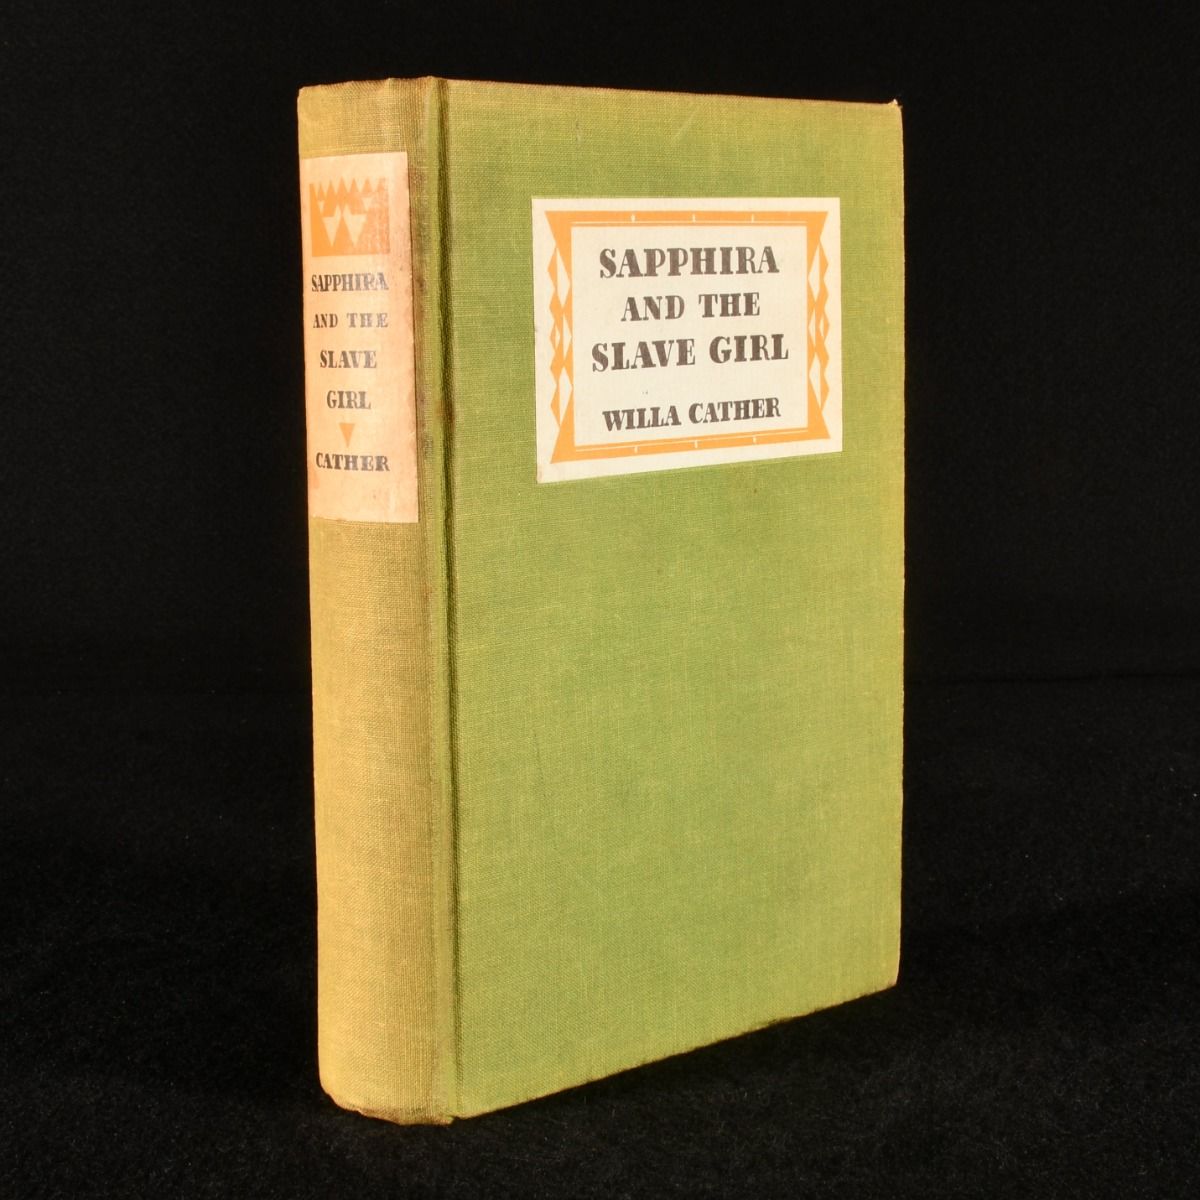 SAPPHIRA
AND THE
SLAVE
GIRL
CATHER
SAPPHIRA
AND THE
SLAVE GIRL
WILLA CATHER